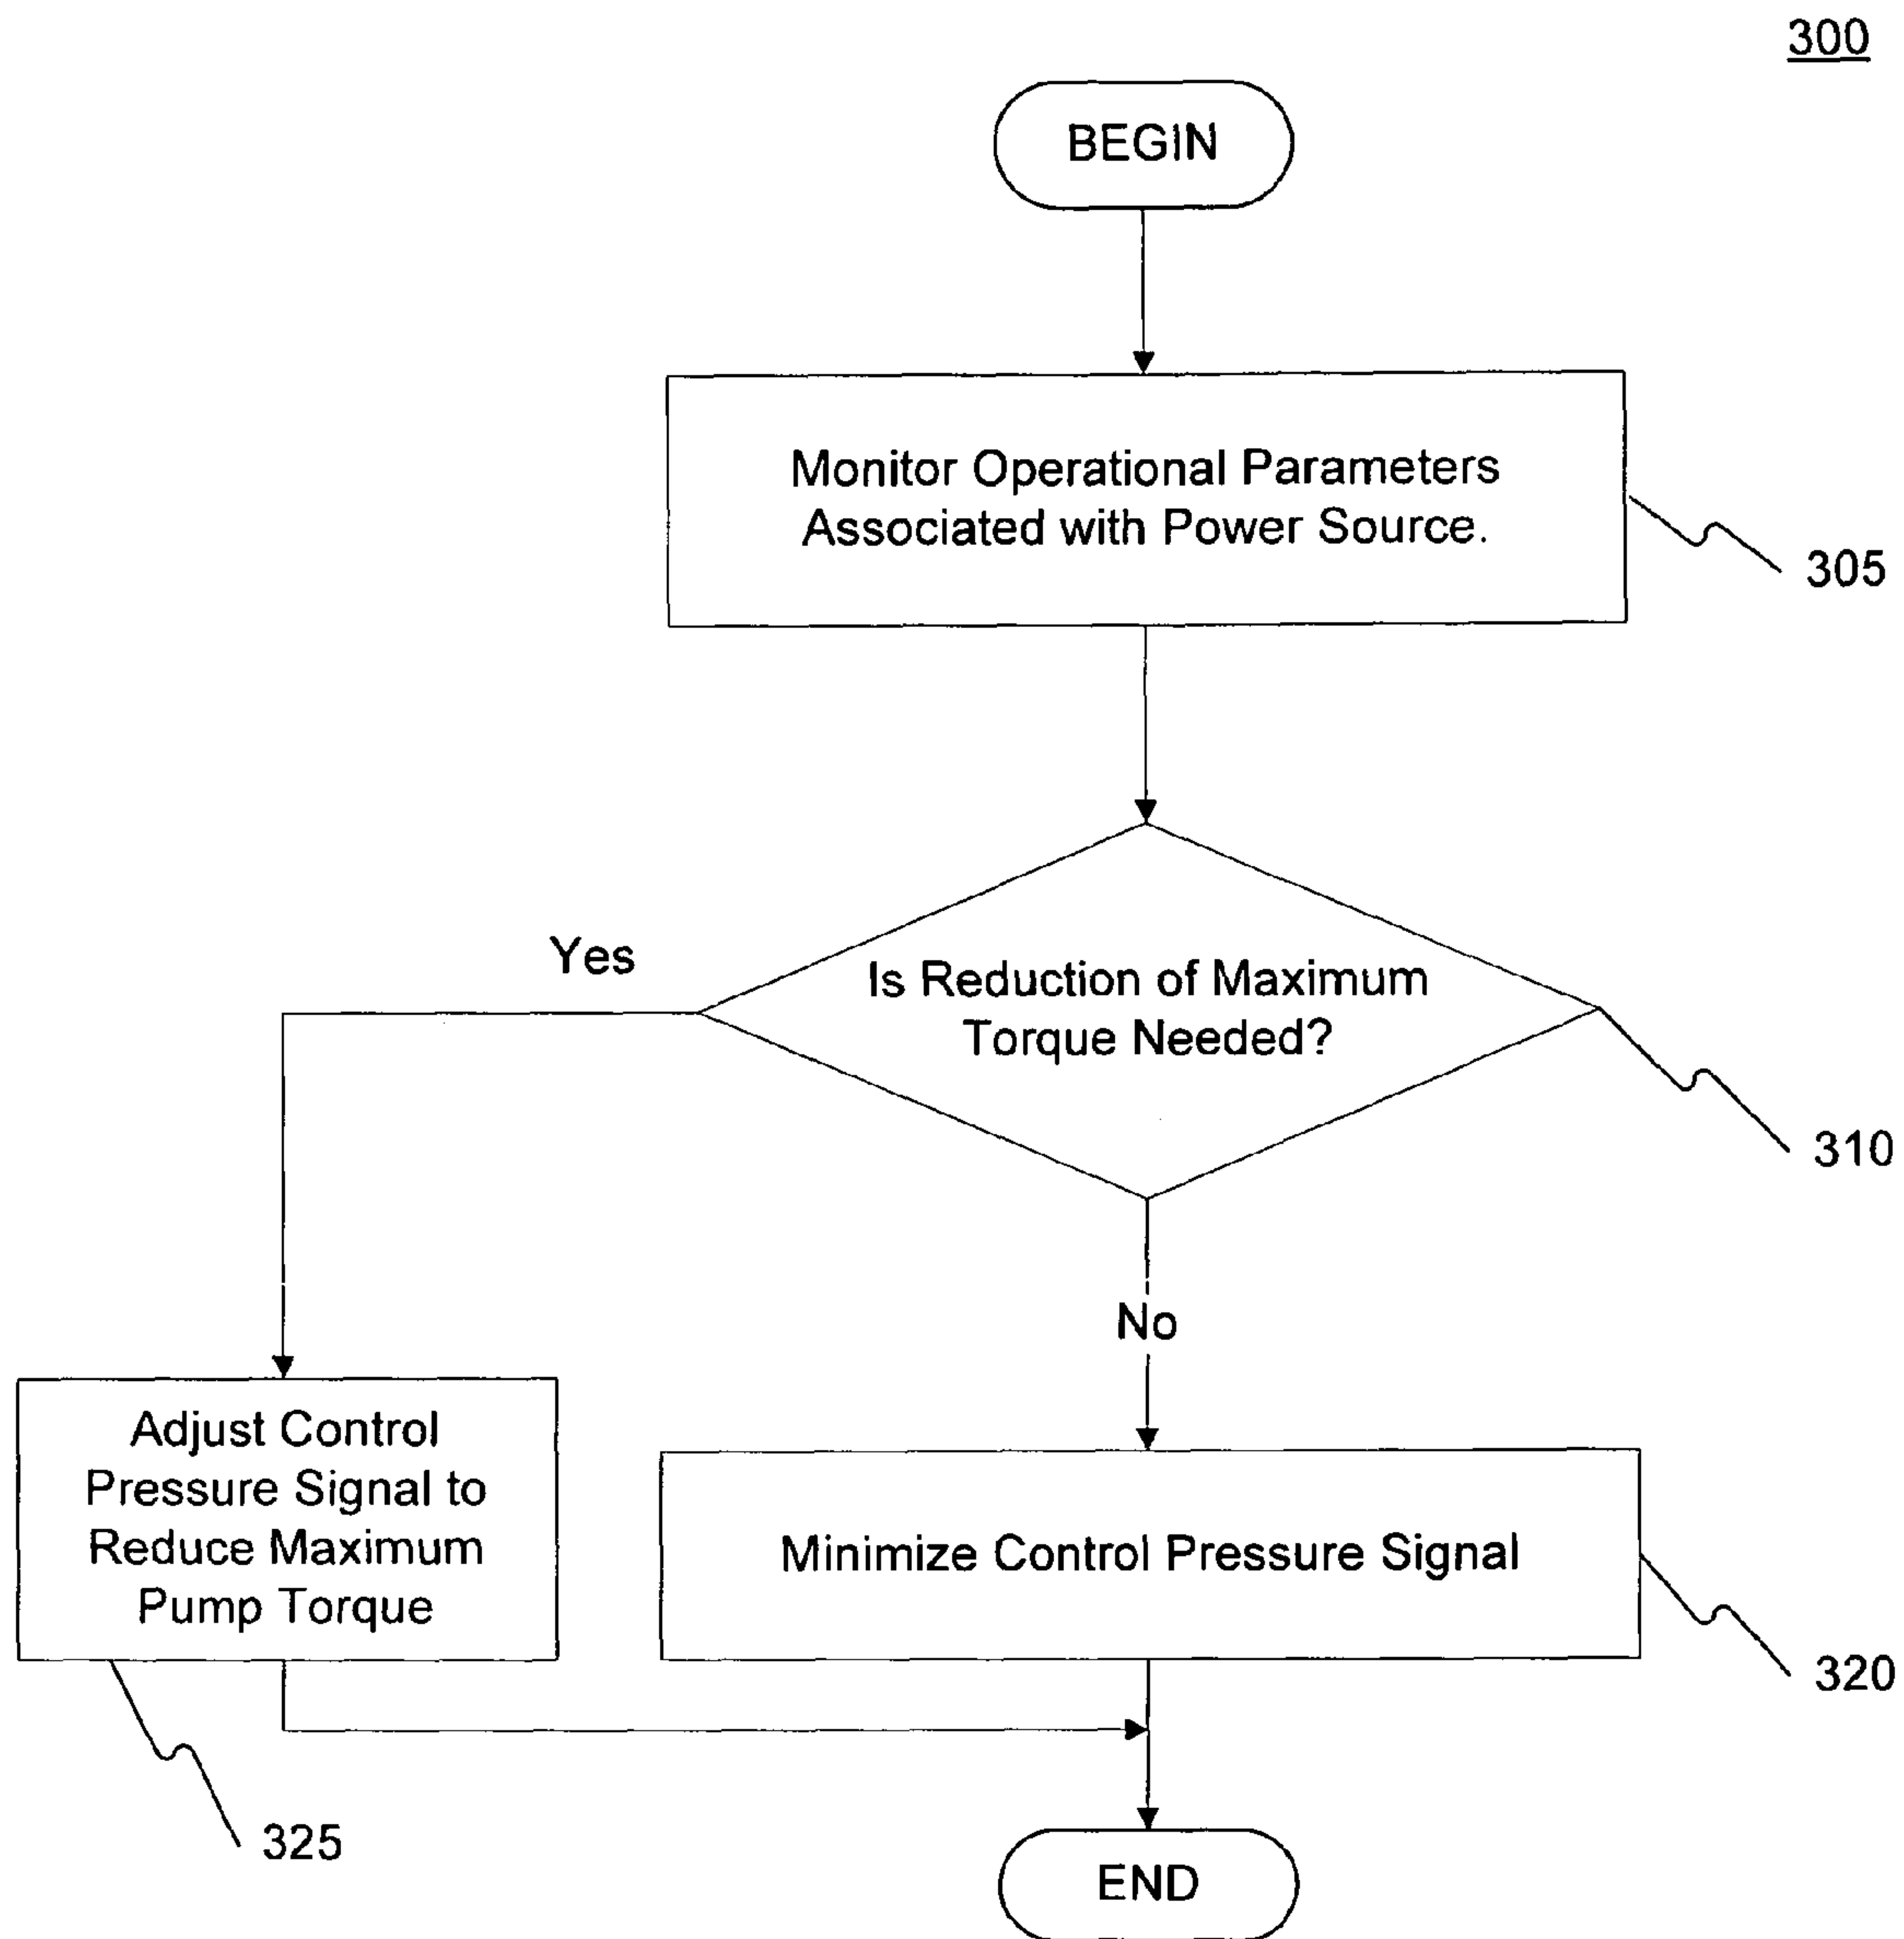 300
BEGIN
Monitor Operational Parameters
Associated with Power Source.
305
Yes
Is Reduction of Maximum
Torque Needed?
310
No
Adjust Control
Pressure Signal to
Reduce Maximum
Pump Torque
Minimize Control Pressure Signal
320
325
END